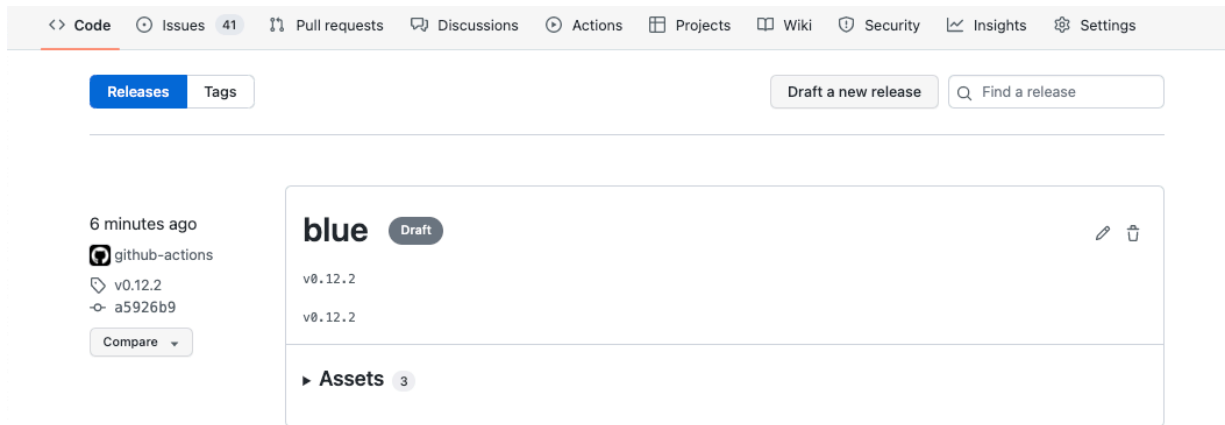 Code Issues 41 Pull requests Discussions Actions Projects Wiki Security Insights Settings
Releases Tags Draft a new release Find a release
6 minutes ago
github-actions
v0.12.2
a5926b9
Compare
blue Draft
v0.12.2
v0.12.2
Assets 3